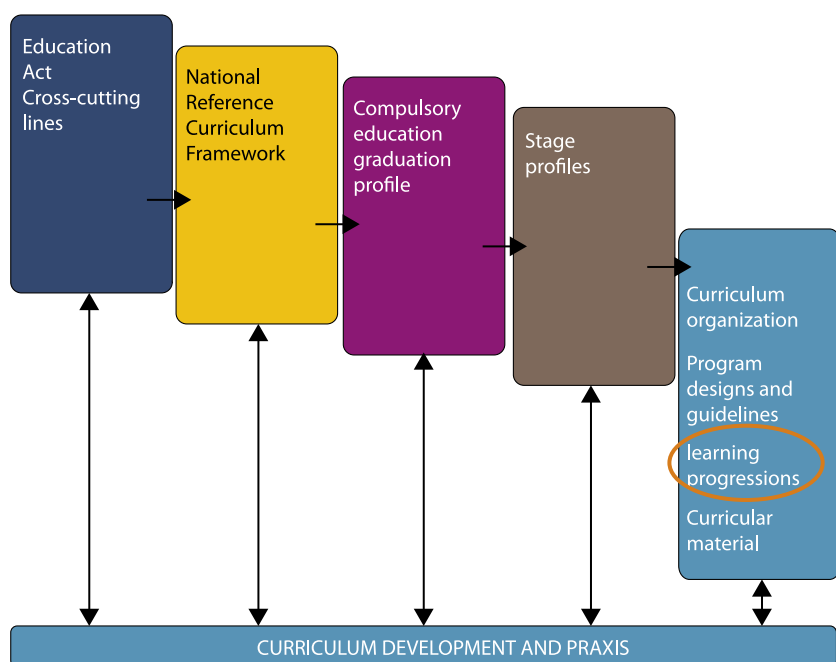 Education
Act
Cross-cutting
lines
National
Reference
Curriculum
Framework
Compulsory
education
graduation
profile
Stage
profiles
Curriculum
organization
Program
designs and
guidelines
learning
progressions
Curricular
material
CURRICULUM DEVELOPMENT AND PRAXIS